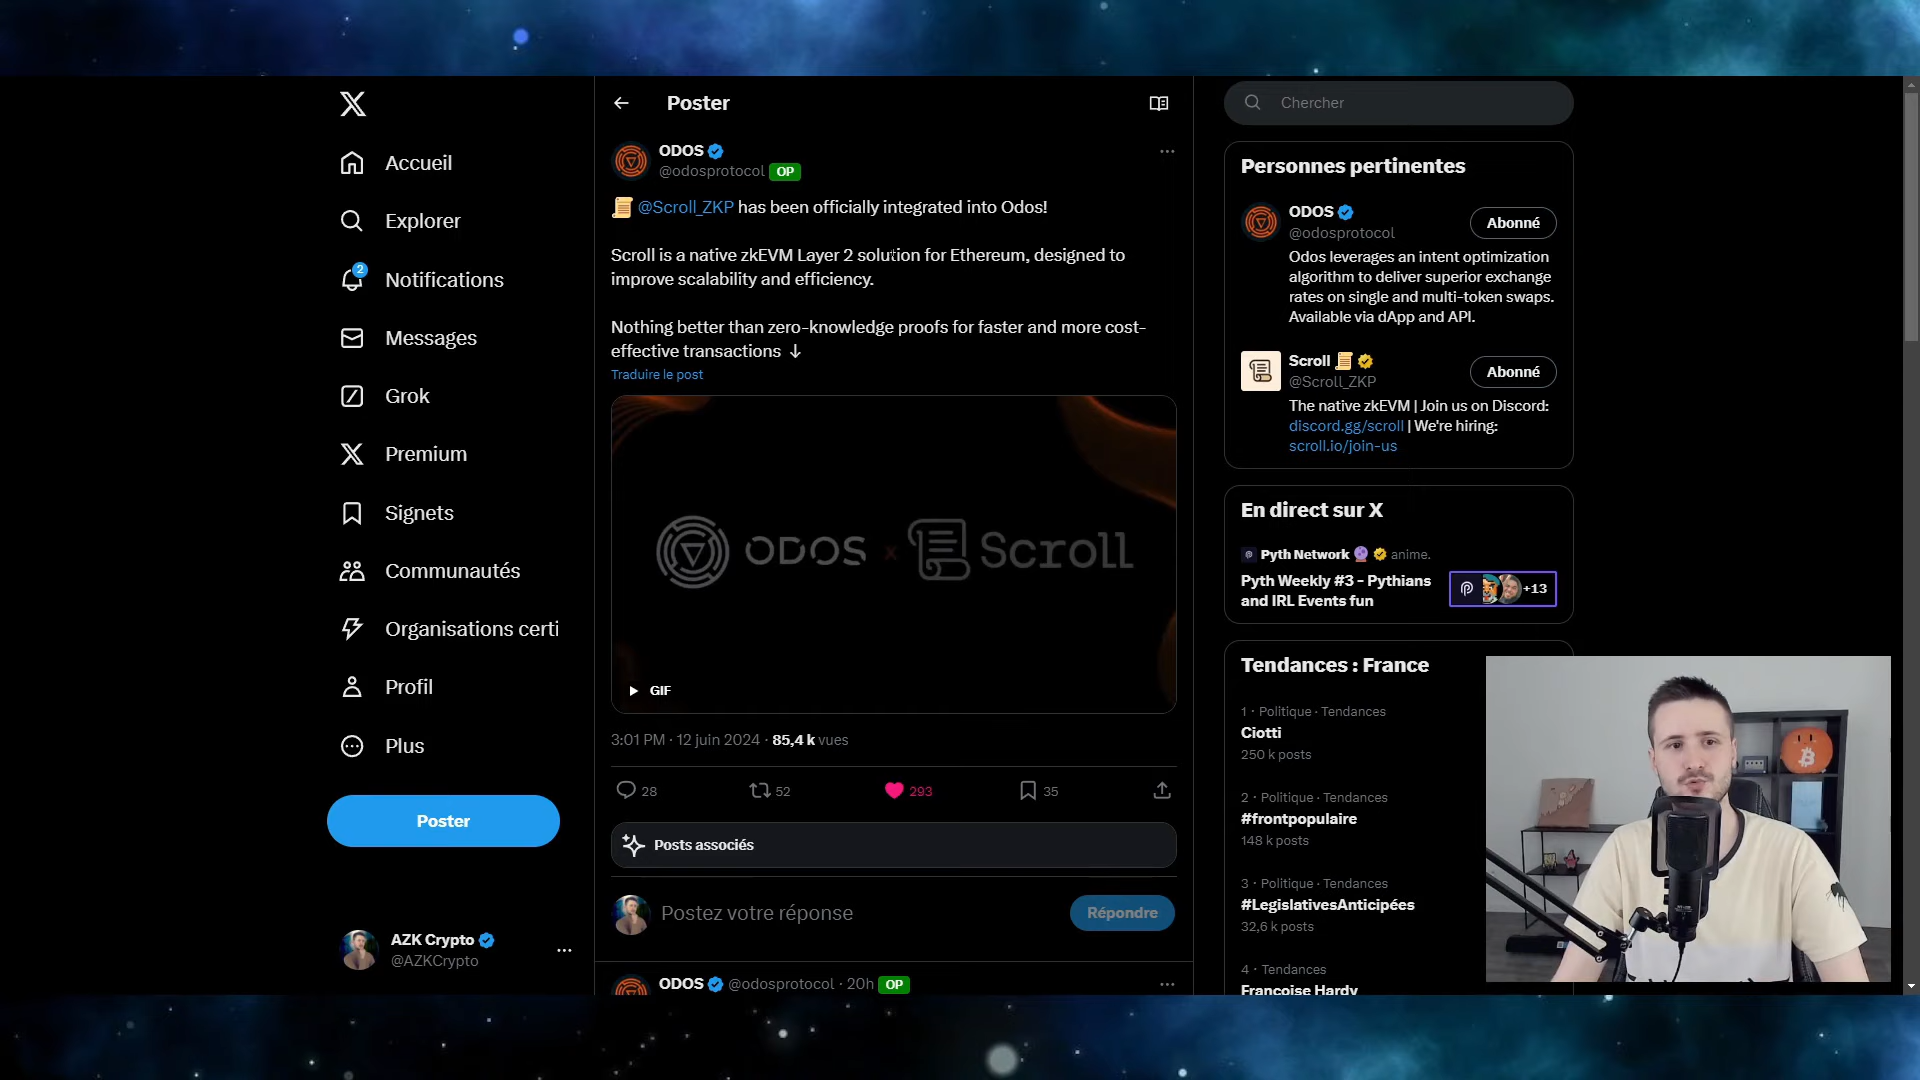 Accueil
Explorer
2
Notifications
Messages
Grok
Premium
Signets
Communautés
Organisations certi
Profil
Plus
Poster
AZK Crypto
@AZKCrypto
Poster
ODOS
@odosprotocol OP
@Scroll_ZKP has been officially integrated into Odos!
Scroll is a native zkEVM Layer 2 solution for Ethereum, designed to
improve scalability and efficiency.
Nothing better than zero-knowledge proofs for faster and more cost-
effective transactions ↓
Traduire le post
ODOS x Scroll
GIF
3:01 PM · 12 juin 2024 · 85,4 k vues
28 52 293 35
Posts associés
Postez votre réponse
Répondre
ODOS @odosprotocol · 20h OP
Chercher
Personnes pertinentes
ODOS
@odosprotocol
Abonné
Odos leverages an intent optimization
algorithm to deliver superior exchange
rates on single and multi-token swaps.
Available via dApp and API.
Scroll
@Scroll_ZKP
Abonné
The native zkEVM | Join us on Discord:
discord.gg/scroll | We're hiring:
scroll.io/join-us
En direct sur X
Pyth Network anime.
Pyth Weekly #3 - Pythians
and IRL Events fun
+13
Tendances : France
1 · Politique · Tendances
Ciotti
250 k posts
2 · Politique · Tendances
#frontpopulaire
148 k posts
3 · Politique · Tendances
#LegislativesAnticipées
32,6 k posts
4 · Tendances
Françoise Hardy